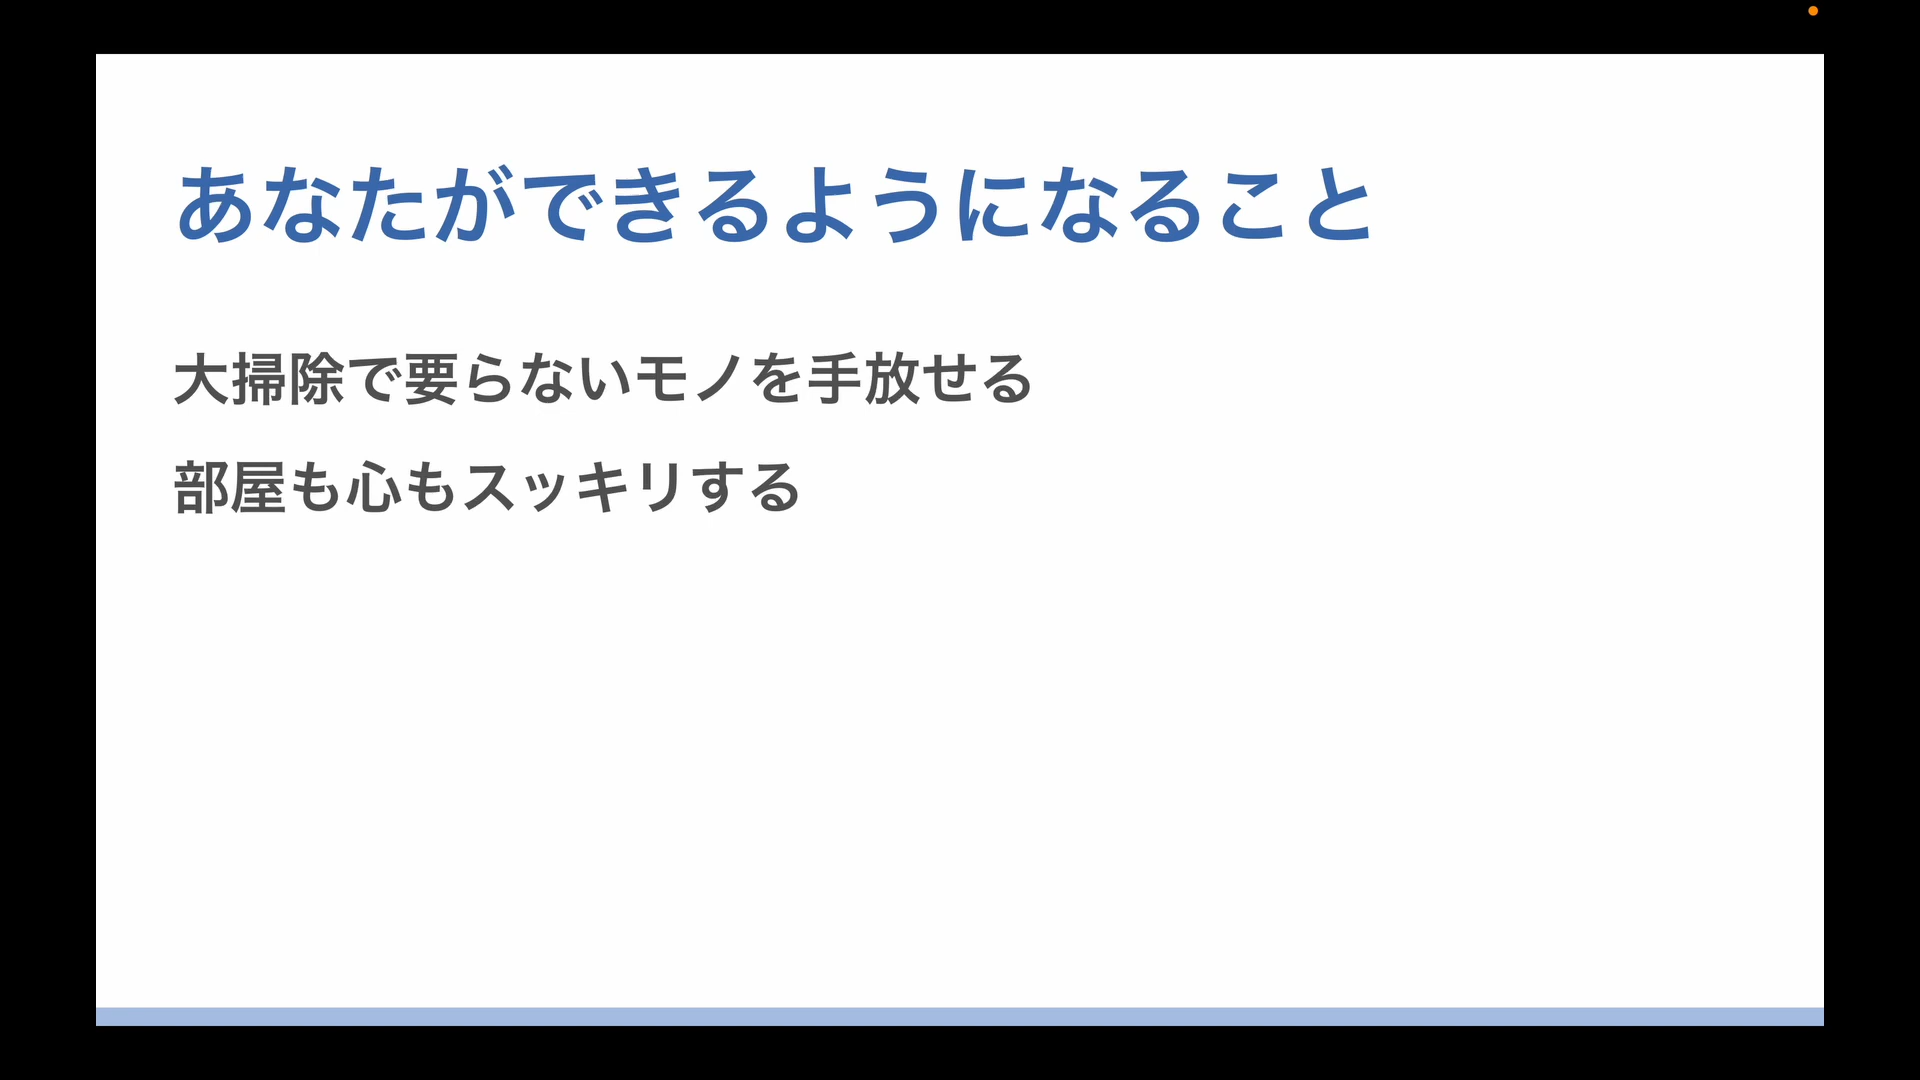 あなたができるようになること
大掃除で要らないモノを手放せる
部屋も心もスッキリする